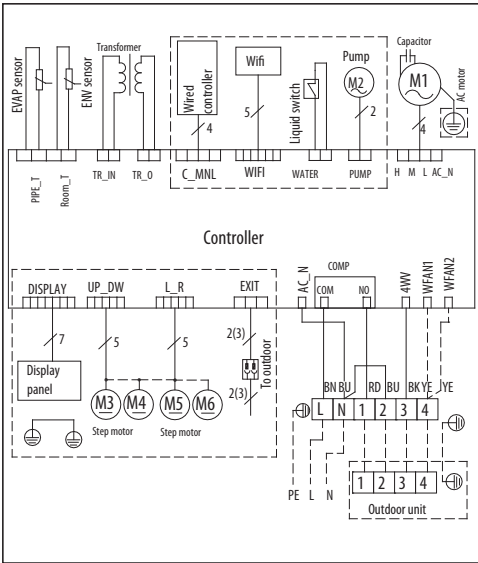 EVAP sensor
ENV sensor
Transformer
Wired
controller
4
Wifi
5
Liquid switch
Pump
M2
2
Capacitor
M1
4
AC motor
PIPE_T
Room_T
TR_IN
TR_O
C_MNL
WIFI
WATER
PUMP
H M L AC_N
Controller
DISPLAY
UP_DW
L_R
EXIT
AC_N
COMP
COM
NO
4WV
WFAN1
WFAN2
7
Display
panel
5
5
M3
M4
M5
M6
Step motor
Step motor
2(3)
2(3)
To outdoor
BN BU RD BU BK YE YE
L N 1 2 3 4
PE L N
1 2 3 4
Outdoor unit